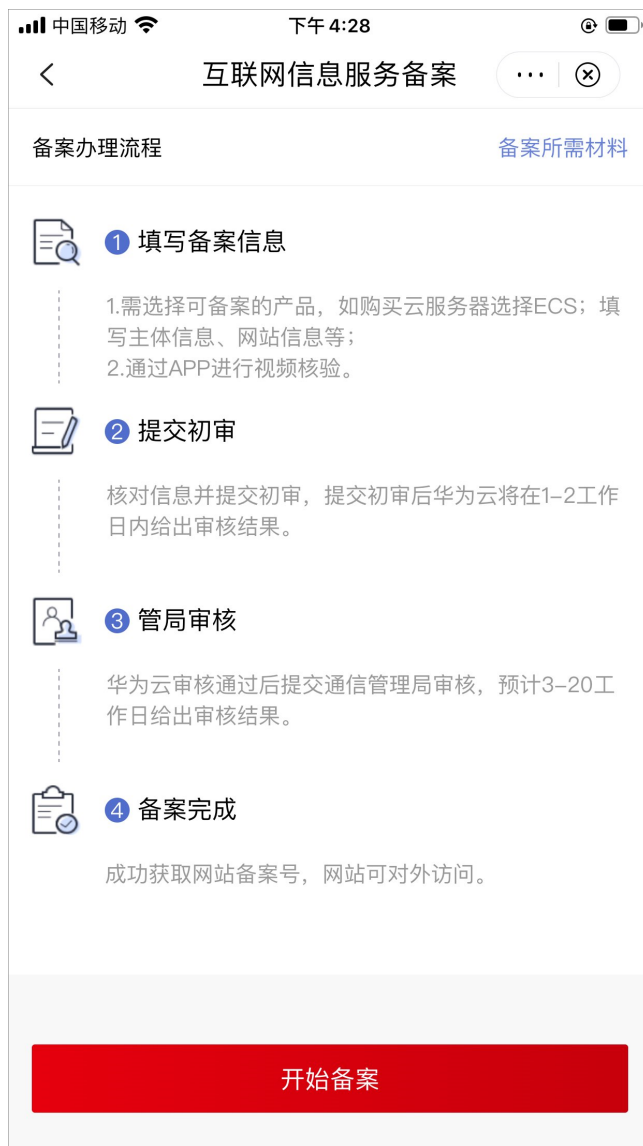 中国移动 下午4:28
互联网信息服务备案
备案办理流程 备案所需材料
1 填写备案信息
1.需选择可备案的产品，如购买云服务器选择ECS；填
写主体信息、网站信息等；
2.通过APP进行视频核验。
2 提交初审
核对信息并提交初审，提交初审后华为云将在1-2工作
日内给出审核结果。
3 管局审核
华为云审核通过后提交通信管理局审核，预计3-20工
作日给出审核结果。
4 备案完成
成功获取网站备案号，网站可对外访问。
开始备案